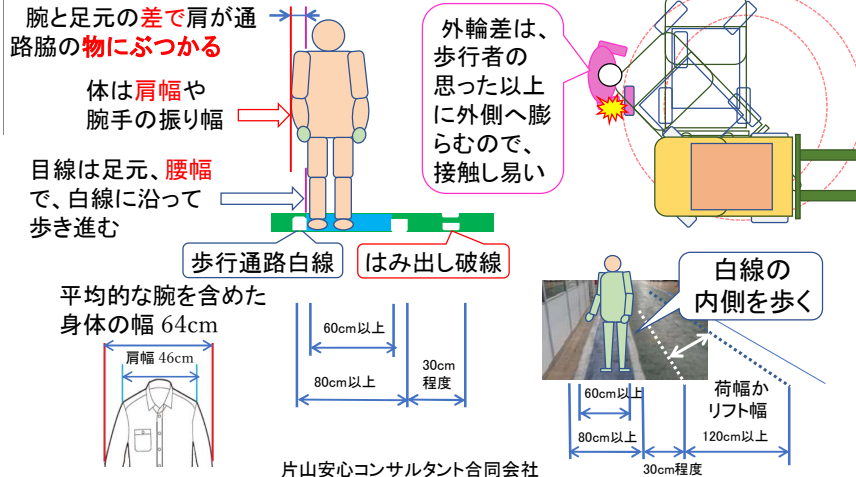 腕と足元の差で肩が通
路脇の物にぶつかる
体は肩幅や
腕手の振り幅
目線は足元、腰幅
で、白線に沿って
歩き進む
外輪差は、
歩行者の
思った以上
に外側へ膨
らむので、
接触し易い
歩行通路白線
はみ出し破線
平均的な腕を含めた
身体の幅 64cm
肩幅 46cm
60cm以上
80cm以上
30cm
程度
白線の
内側を歩く
60cm以上
80cm以上
30cm程度
荷幅か
リフト幅
120cm以上
片山安心コンサルタント合同会社